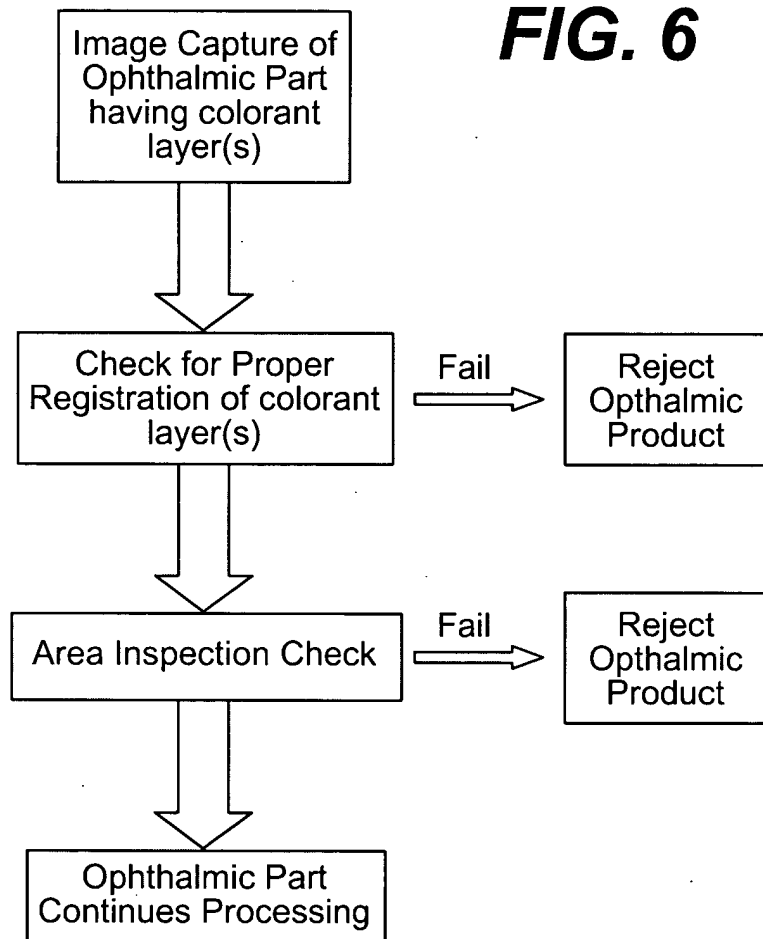 FIG. 6
Image Capture of
Ophthalmic Part
having colorant
layer(s)
Check for Proper
Registration of colorant
layer(s)
Fail
Reject
Opthalmic
Product
Area Inspection Check
Fail
Reject
Opthalmic
Product
Ophthalmic Part
Continues Processing